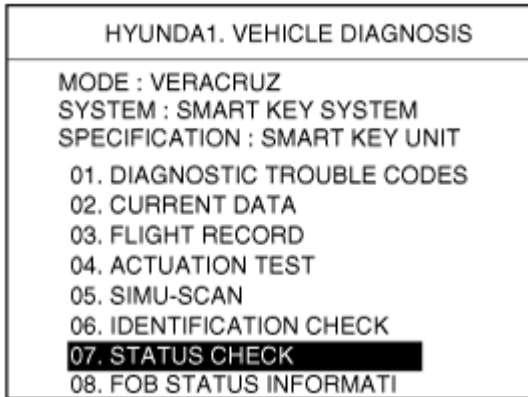 HYUNDA1. VEHICLE DIAGNOSIS
MODE : VERACRUZ
SYSTEM : SMART KEY SYSTEM
SPECIFICATION : SMART KEY UNIT
01. DIAGNOSTIC TROUBLE CODES
02. CURRENT DATA
03. FLIGHT RECORD
04. ACTUATION TEST
05. SIMU-SCAN
06. IDENTIFICATION CHECK
07. STATUS CHECK
08. FOB STATUS INFORMATI